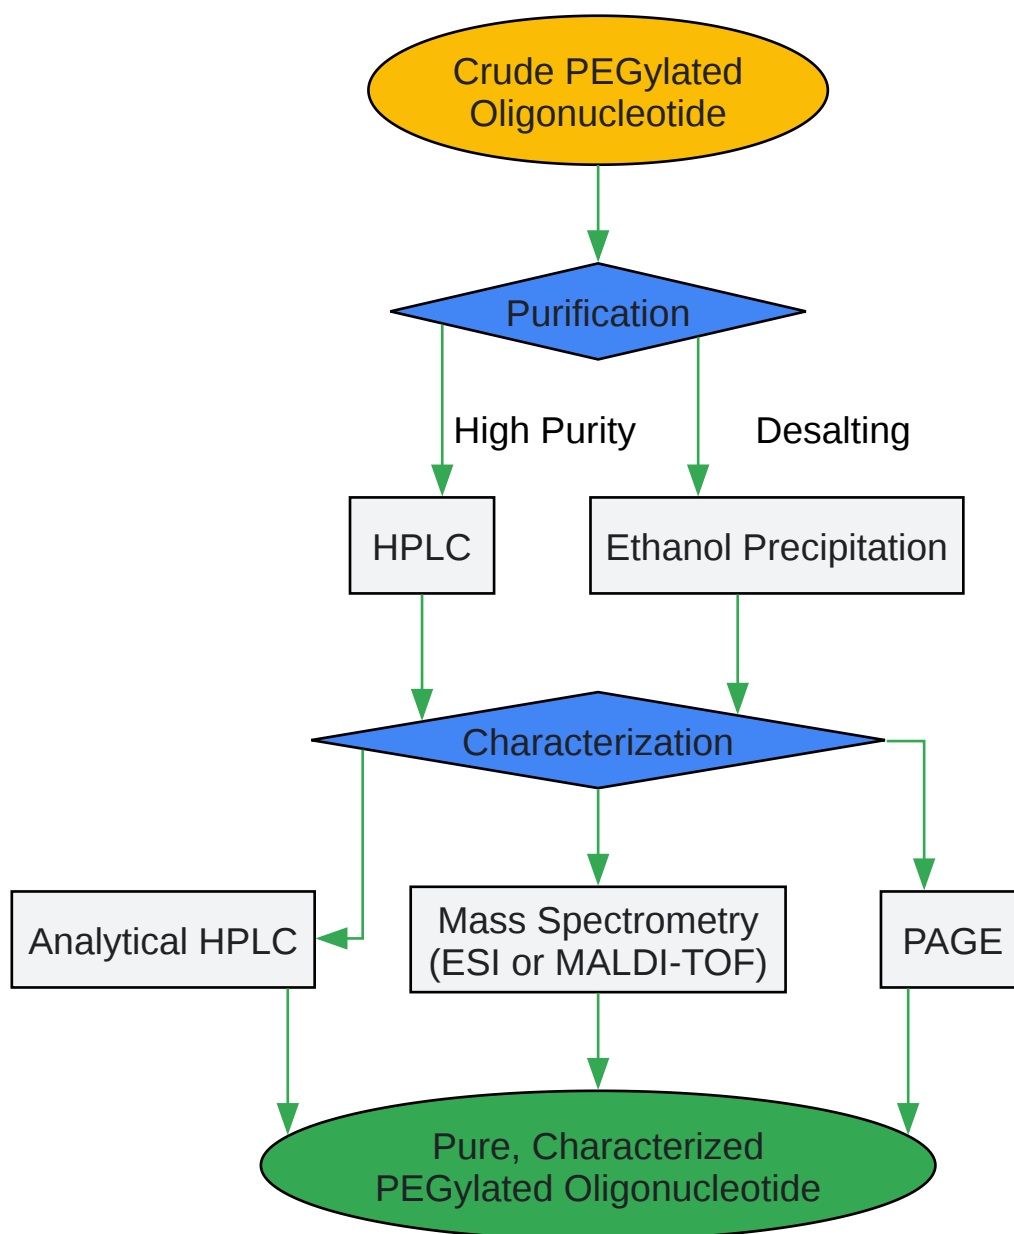 Crude PEGylated
Oligonucleotide
Purification
High Purity
Desalting
HPLC
Ethanol Precipitation
Characterization
Analytical HPLC
Mass Spectrometry
(ESI or MALDI-TOF)
PAGE
Pure, Characterized
PEGylated Oligonucleotide